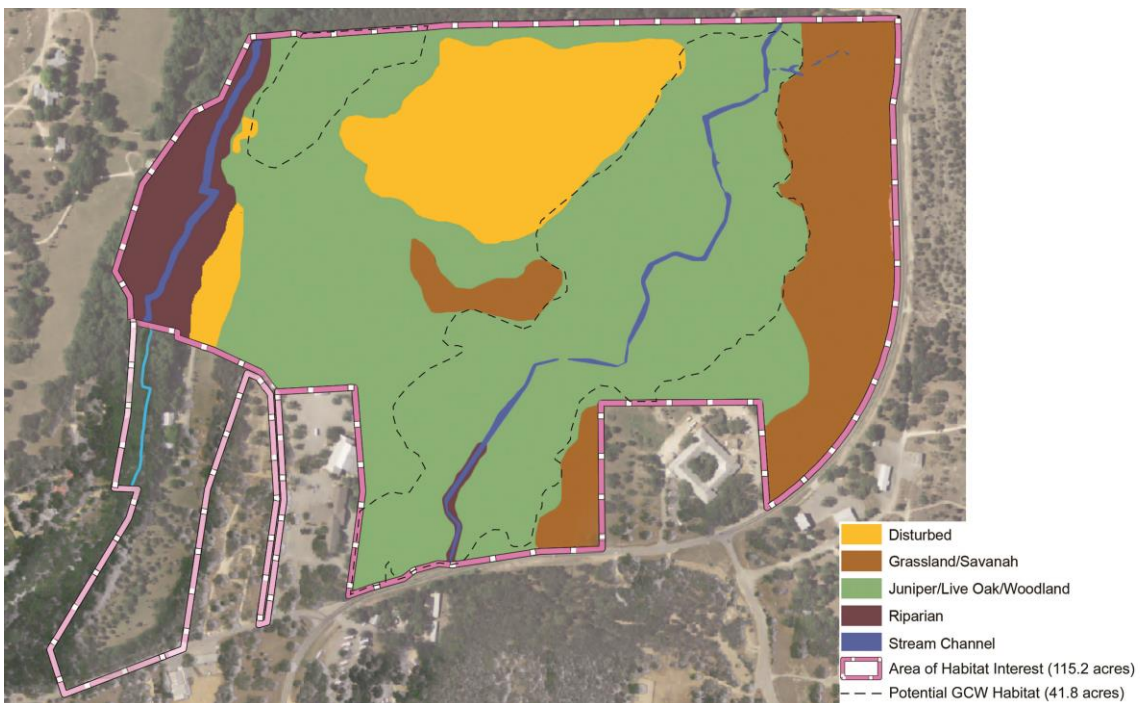 Disturbed
Grassland/Savanah
Juniper/Live Oak/Woodland
Riparian
Stream Channel
Area of Habitat Interest (115.2 acres)
Potential GCW Habitat (41.8 acres)